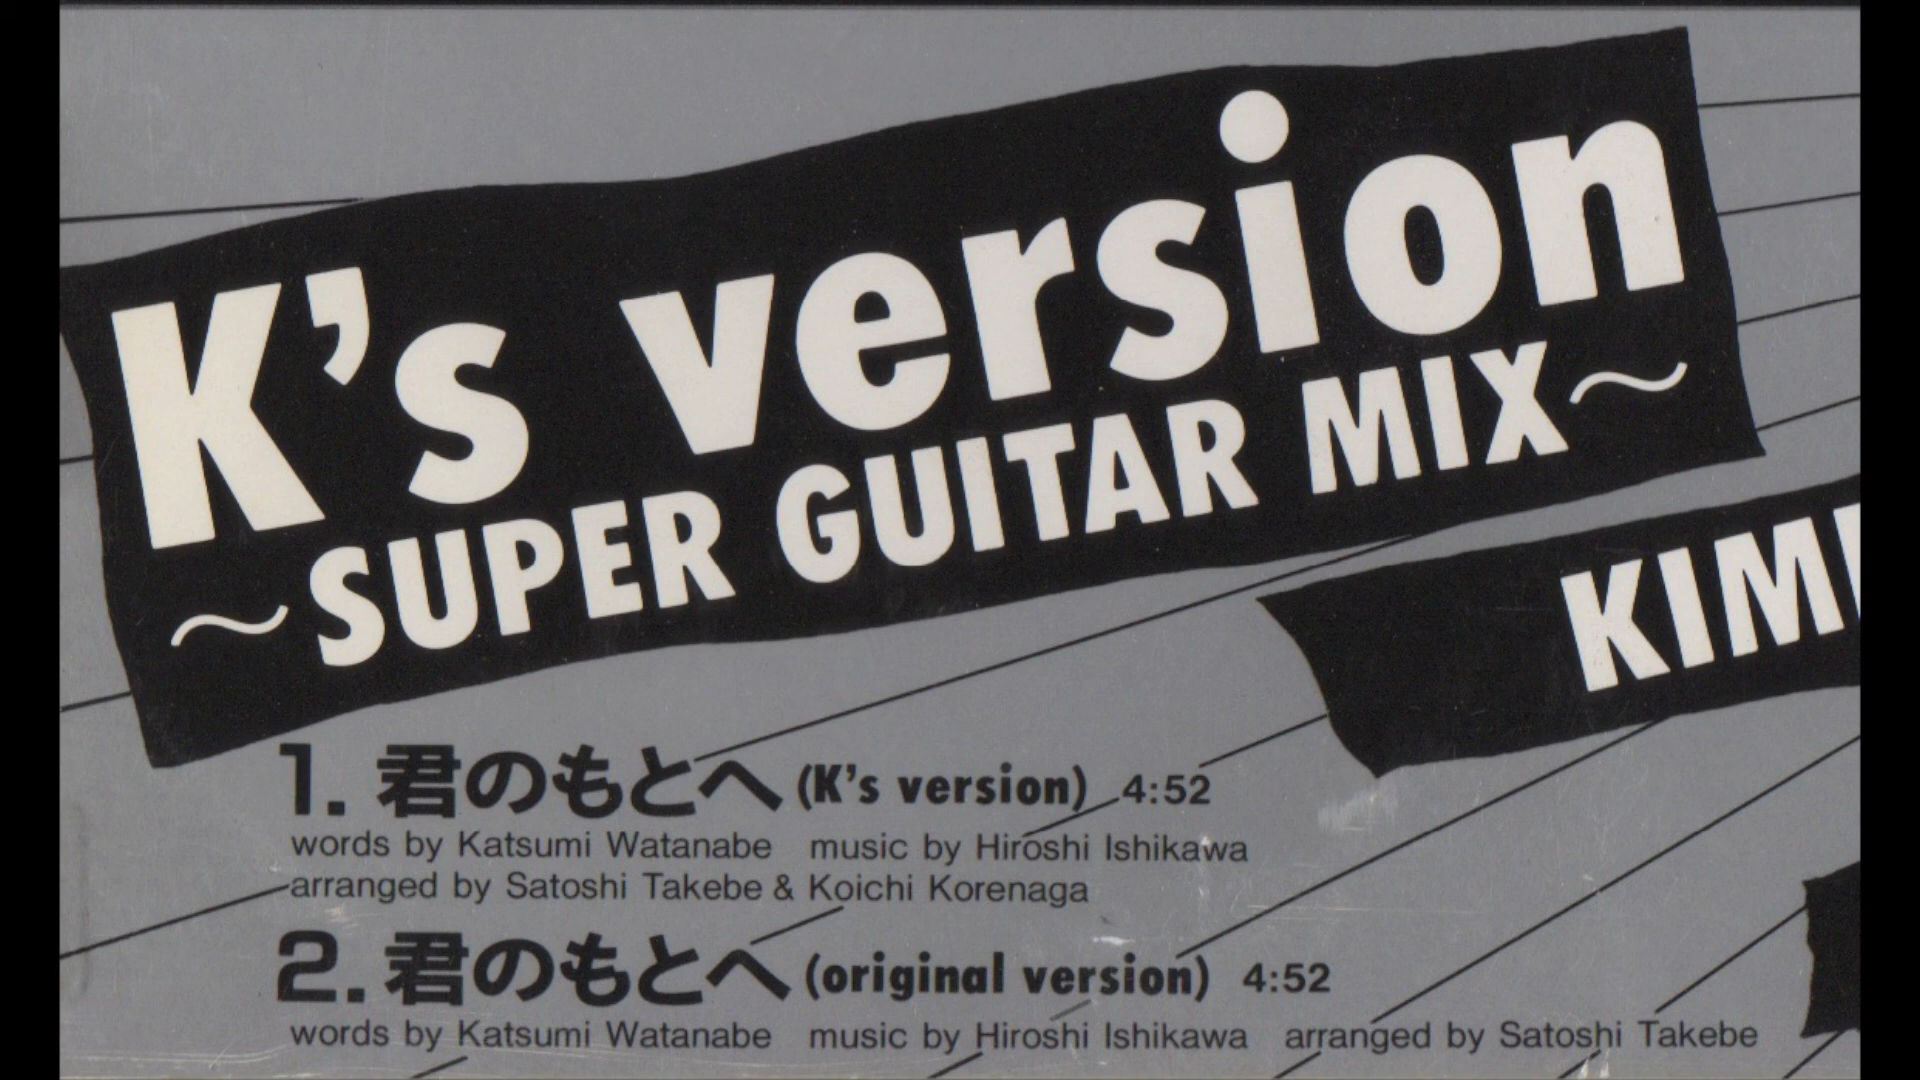 K's version
～SUPER GUITAR MIX～
1. 君のもとへ (K's version) 4:52
words by Katsumi Watanabe music by Hiroshi Ishikawa
arranged by Satoshi Takebe & Koichi Korenaga
2. 君のもとへ (original version) 4:52
words by Katsumi Watanabe music by Hiroshi Ishikawa arranged by Satoshi Takebe